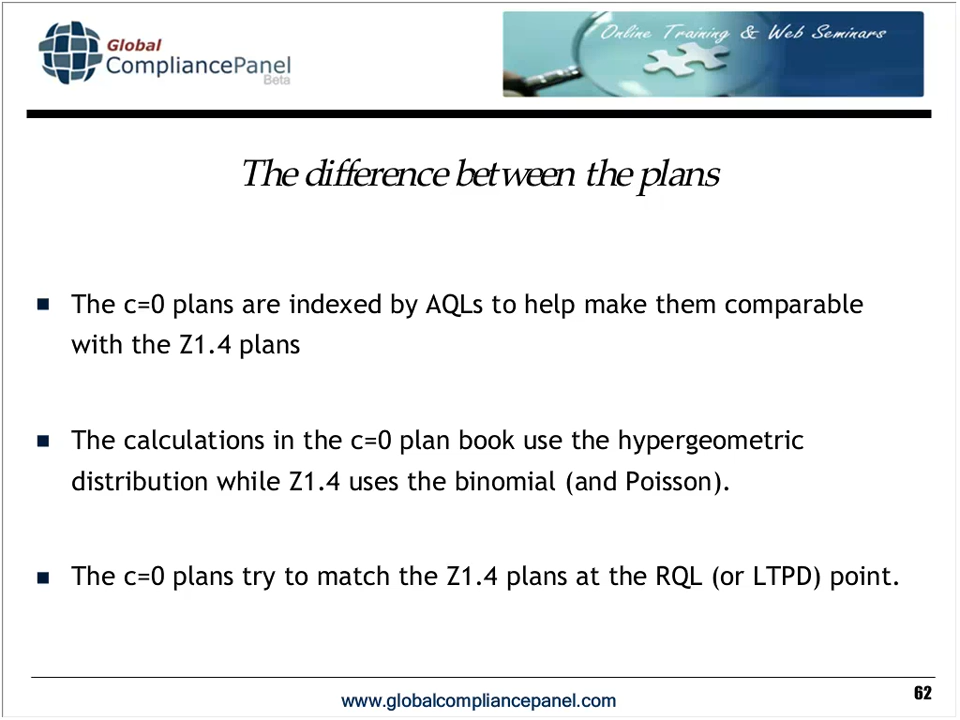 Global
CompliancePanel
Beta
Online Training & Web Seminars
The difference between the plans
The c=0 plans are indexed by AQLs to help make them comparable
with the Z1.4 plans
The calculations in the c=0 plan book use the hypergeometric
distribution while Z1.4 uses the binomial (and Poisson).
The c=0 plans try to match the Z1.4 plans at the RQL (or LTPD) point.
www.globalcompliancepanel.com
62